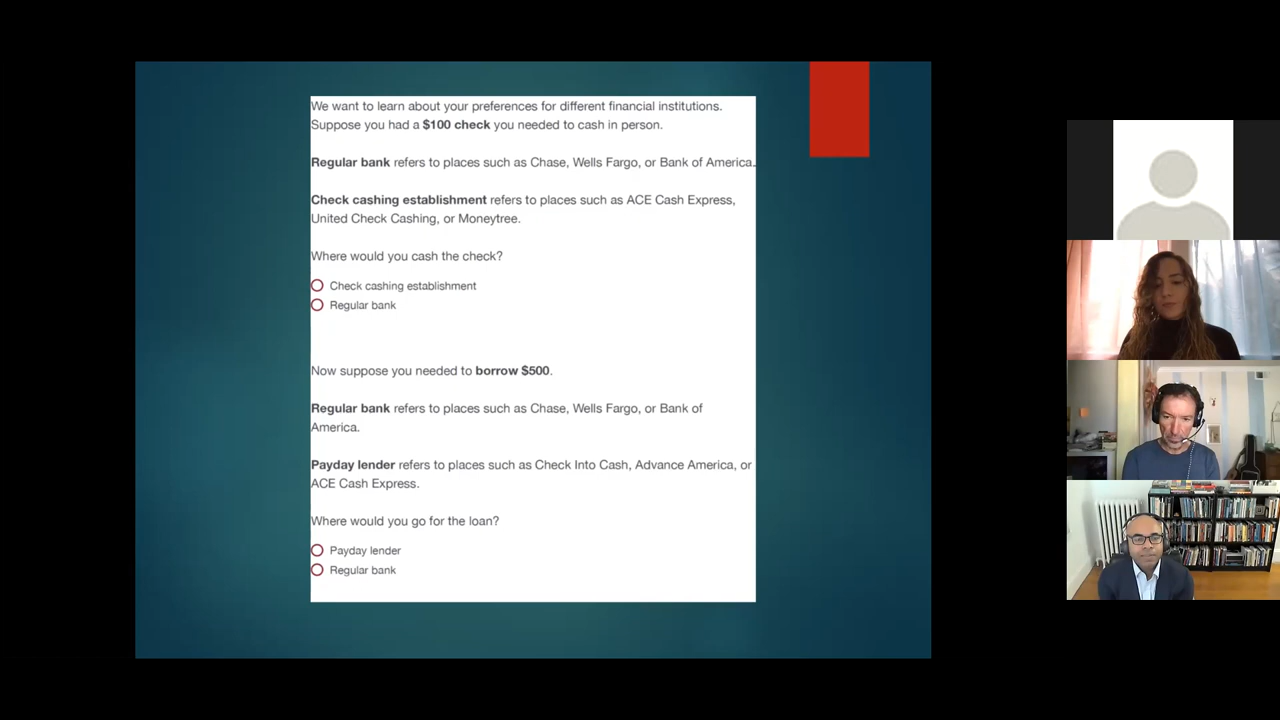 We want to learn about your preferences for different financial institutions.
Suppose you had a $100 check you needed to cash in person.
Regular bank refers to places such as Chase, Wells Fargo, or Bank of America.
Check cashing establishment refers to places such as ACE Cash Express,
United Check Cashing, or Moneytree.
Where would you cash the check?
Check cashing establishment
Regular bank
Now suppose you needed to borrow $500.
Regular bank refers to places such as Chase, Wells Fargo, or Bank of
America.
Payday lender refers to places such as Check Into Cash, Advance America, or
ACE Cash Express.
Where would you go for the loan?
Payday lender
Regular bank